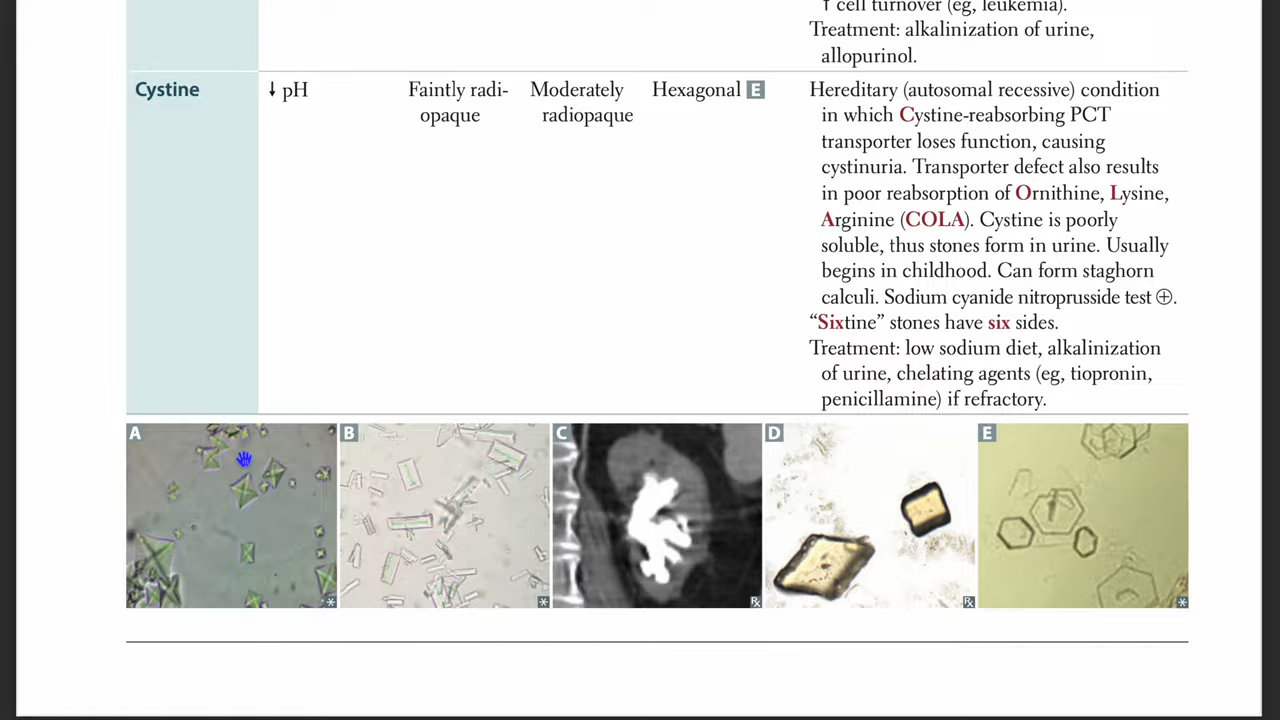 ↑ cell turnover (eg, leukemia).
Treatment: alkalinization of urine,
allopurinol.
Cystine
↓ pH
Faintly radi-
opaque
Moderately
radiopaque
Hexagonal E
Hereditary (autosomal recessive) condition
in which Cystine-reabsorbing PCT
transporter loses function, causing
cystinuria. Transporter defect also results
in poor reabsorption of Ornithine, Lysine,
Arginine (COLA). Cystine is poorly
soluble, thus stones form in urine. Usually
begins in childhood. Can form staghorn
calculi. Sodium cyanide nitroprusside test ⊕.
“Sixtine” stones have six sides.
Treatment: low sodium diet, alkalinization
of urine, chelating agents (eg, tiopronin,
penicillamine) if refractory.
A
B
C
D
E
*
*
℞
℞
*